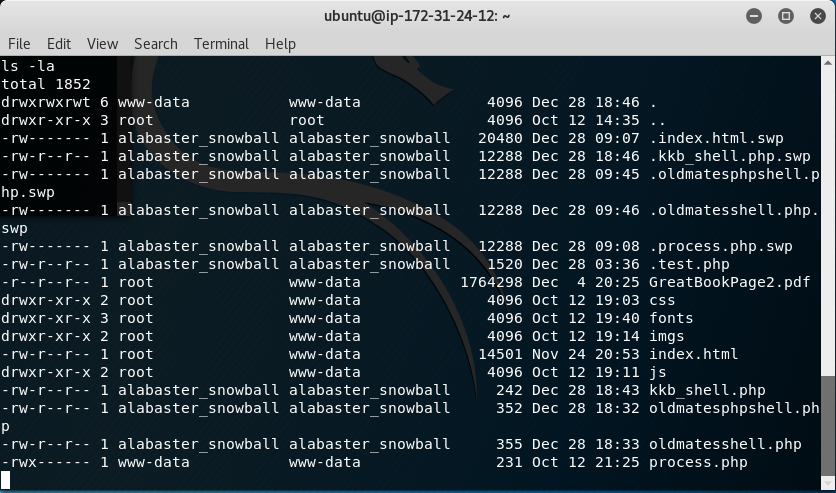 ubuntu@ip-172-31-24-12: ~
File Edit View Search Terminal Help
ls -la
total 1852
drwxrwxrwt 6 www-data           www-data              4096 Dec 28 18:46 .
drwxr-xr-x 3 root               root                  4096 Oct 12 14:35 ..
-rw------- 1 alabaster_snowball alabaster_snowball   20480 Dec 28 09:07 .index.html.swp
-rw-r--r-- 1 alabaster_snowball alabaster_snowball   12288 Dec 28 18:46 .kkb_shell.php.swp
-rw------- 1 alabaster_snowball alabaster_snowball   12288 Dec 28 09:45 .oldmatesphpshell.p
hp.swp
-rw-r--r-- 1 alabaster_snowball alabaster_snowball   12288 Dec 28 09:46 .oldmatesshell.php.
swp
-rw------- 1 alabaster_snowball alabaster_snowball   12288 Dec 28 09:08 .process.php.swp
-rw-r--r-- 1 alabaster_snowball alabaster_snowball    1520 Dec 28 03:36 .test.php
-r--r--r-- 1 root               www-data           1764298 Dec  4 20:25 GreatBookPage2.pdf
drwxr-xr-x 2 root               www-data              4096 Oct 12 19:03 css
drwxr-xr-x 3 root               www-data              4096 Oct 12 19:40 fonts
drwxr-xr-x 2 root               www-data              4096 Oct 12 19:14 imgs
-rw-r--r-- 1 root               www-data             14501 Nov 24 20:53 index.html
drwxr-xr-x 2 root               www-data              4096 Oct 12 19:11 js
-rw-r--r-- 1 alabaster_snowball alabaster_snowball     242 Dec 28 18:43 kkb_shell.php
-rw-r--r-- 1 alabaster_snowball alabaster_snowball     352 Dec 28 18:32 oldmatesphpshell.ph
p
-rw-r--r-- 1 alabaster_snowball alabaster_snowball     355 Dec 28 18:33 oldmatesshell.php
-rwx------ 1 www-data           www-data               231 Oct 12 21:25 process.php